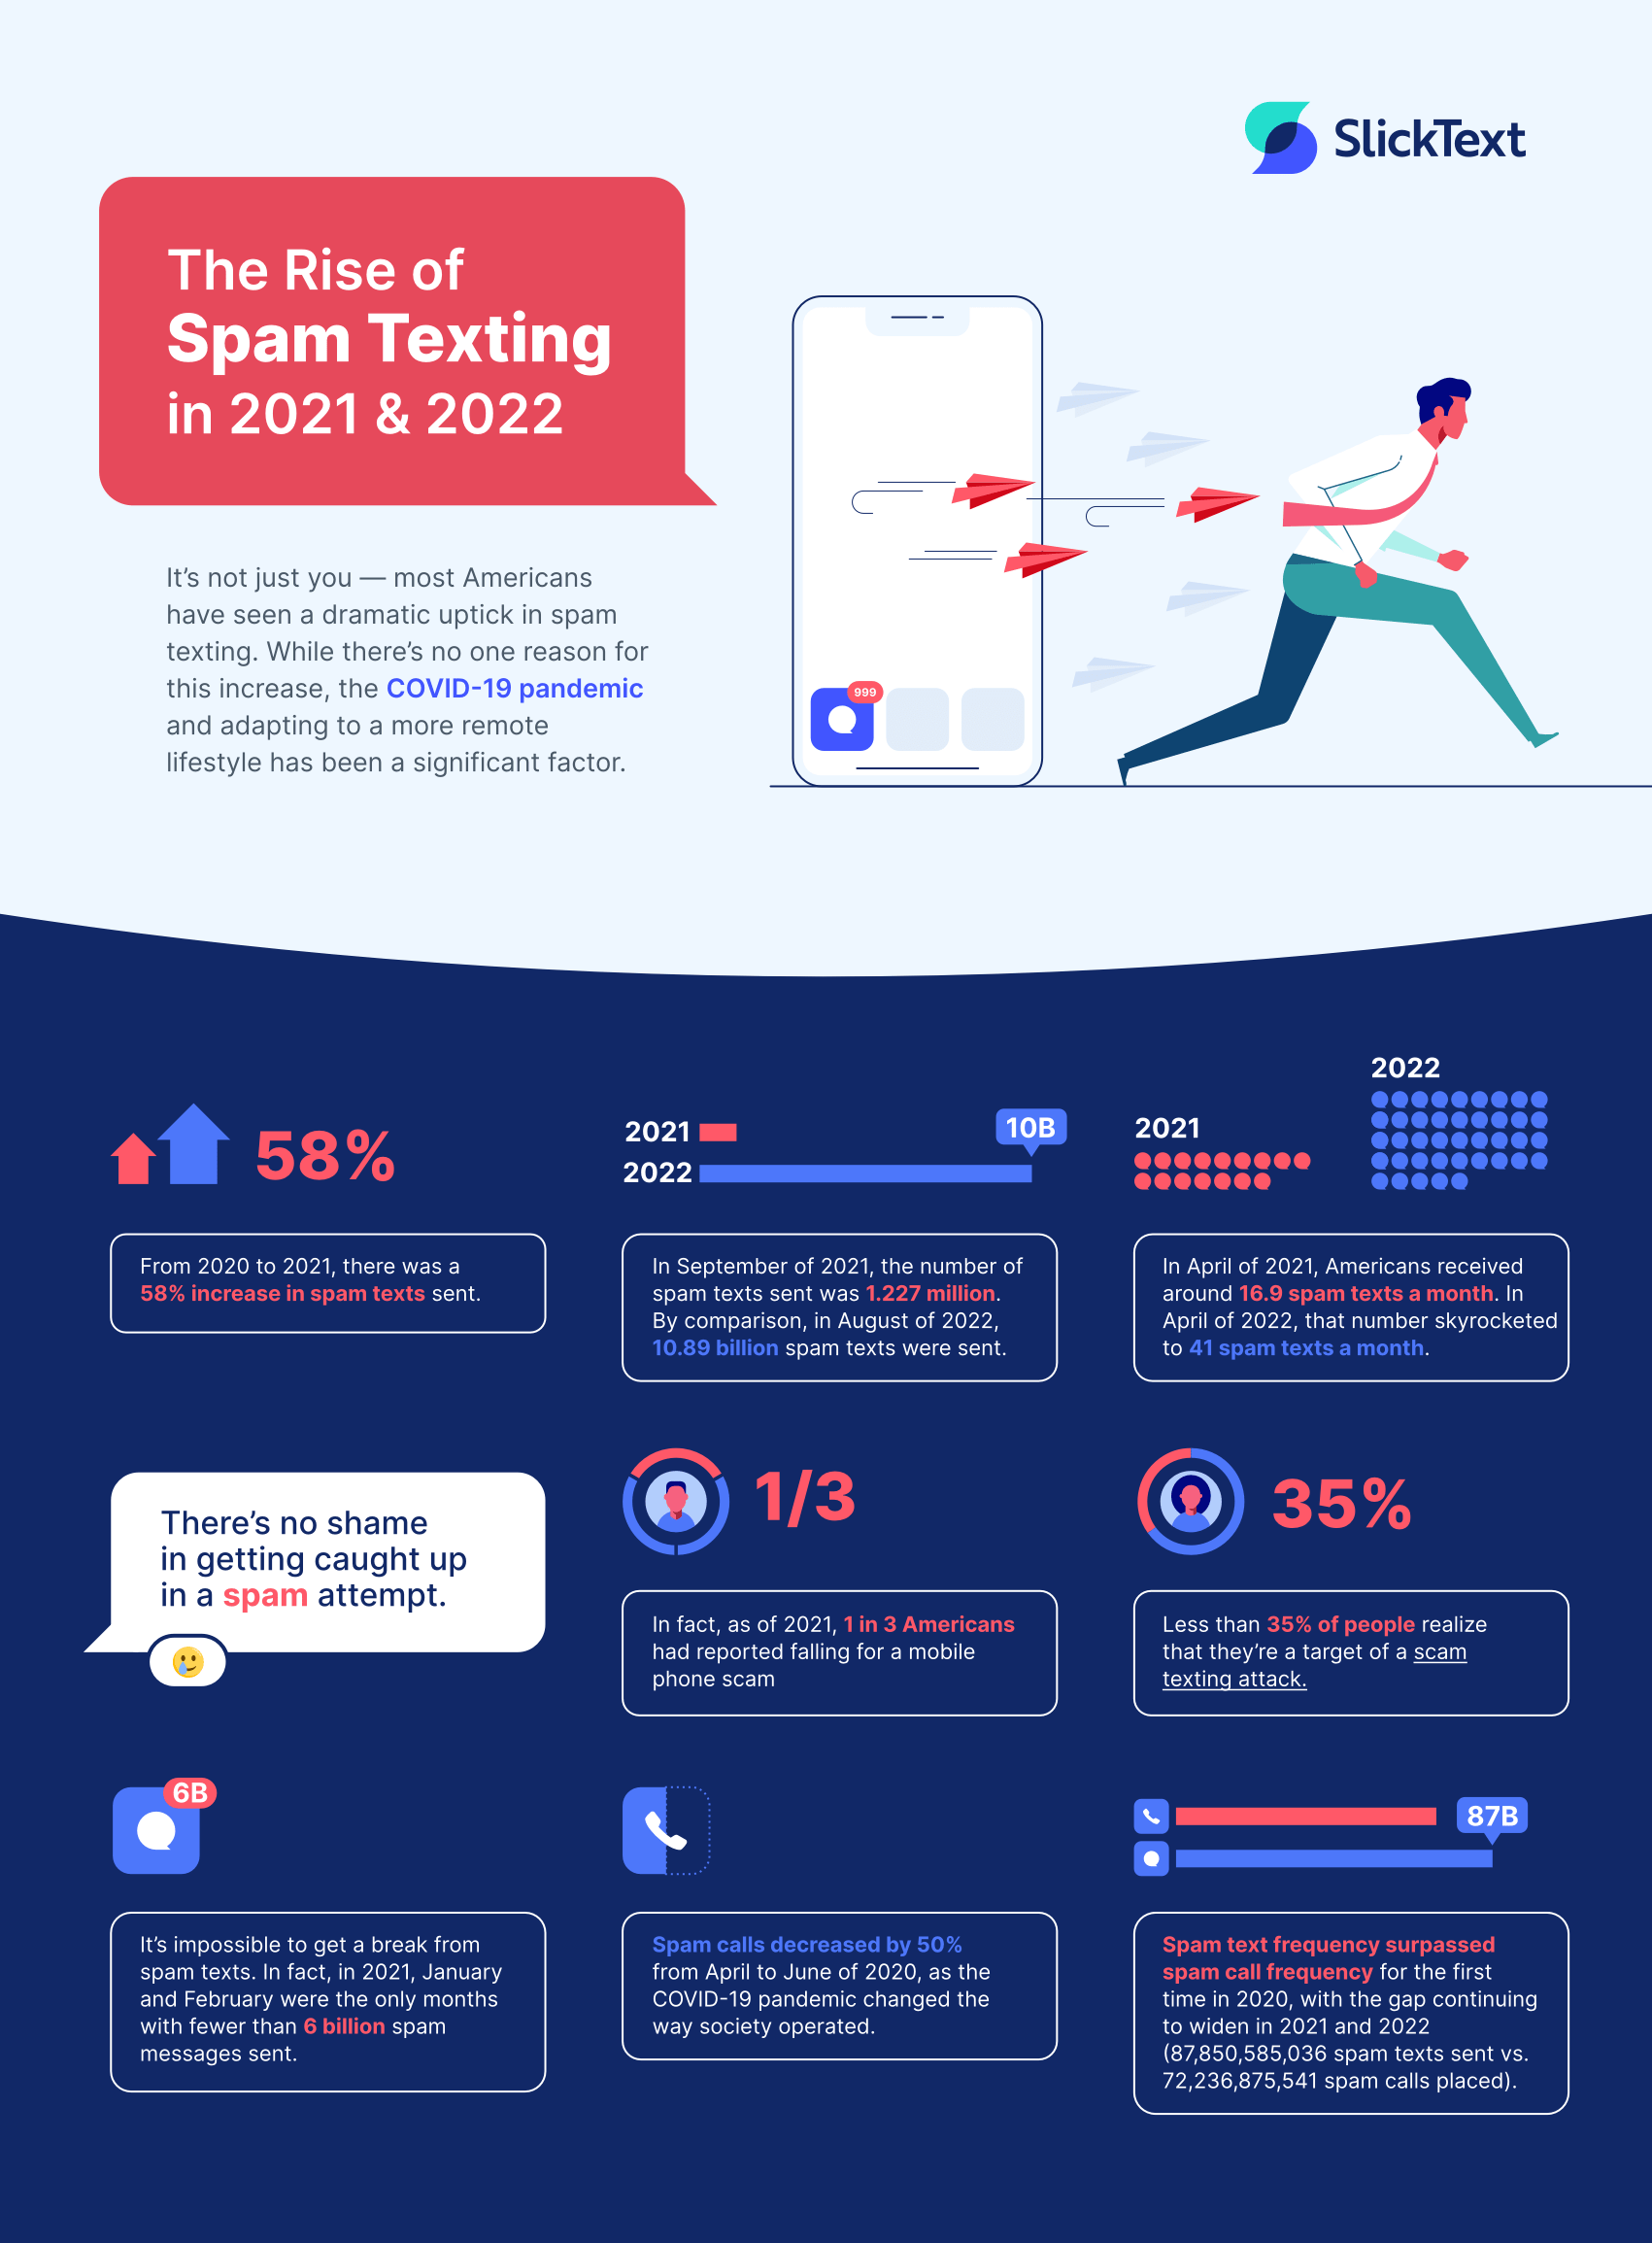 SlickText
The Rise of
Spam Texting
in 2021 & 2022
It’s not just you — most Americans
have seen a dramatic uptick in spam
texting. While there’s no one reason for
this increase, the COVID-19 pandemic
and adapting to a more remote
lifestyle has been a significant factor.
999
58%
From 2020 to 2021, there was a
58% increase in spam texts sent.
2021
2022
10B
In September of 2021, the number of
spam texts sent was 1.227 million.
By comparison, in August of 2022,
10.89 billion spam texts were sent.
2021
2022
In April of 2021, Americans received
around 16.9 spam texts a month. In
April of 2022, that number skyrocketed
to 41 spam texts a month.
There’s no shame
in getting caught up
in a spam attempt.
1/3
In fact, as of 2021, 1 in 3 Americans
had reported falling for a mobile
phone scam
35%
Less than 35% of people realize
that they’re a target of a scam
texting attack.
6B
It’s impossible to get a break from
spam texts. In fact, in 2021, January
and February were the only months
with fewer than 6 billion spam
messages sent.
Spam calls decreased by 50%
from April to June of 2020, as the
COVID-19 pandemic changed the
way society operated.
87B
Spam text frequency surpassed
spam call frequency for the first
time in 2020, with the gap continuing
to widen in 2021 and 2022
(87,850,585,036 spam texts sent vs.
72,236,875,541 spam calls placed).